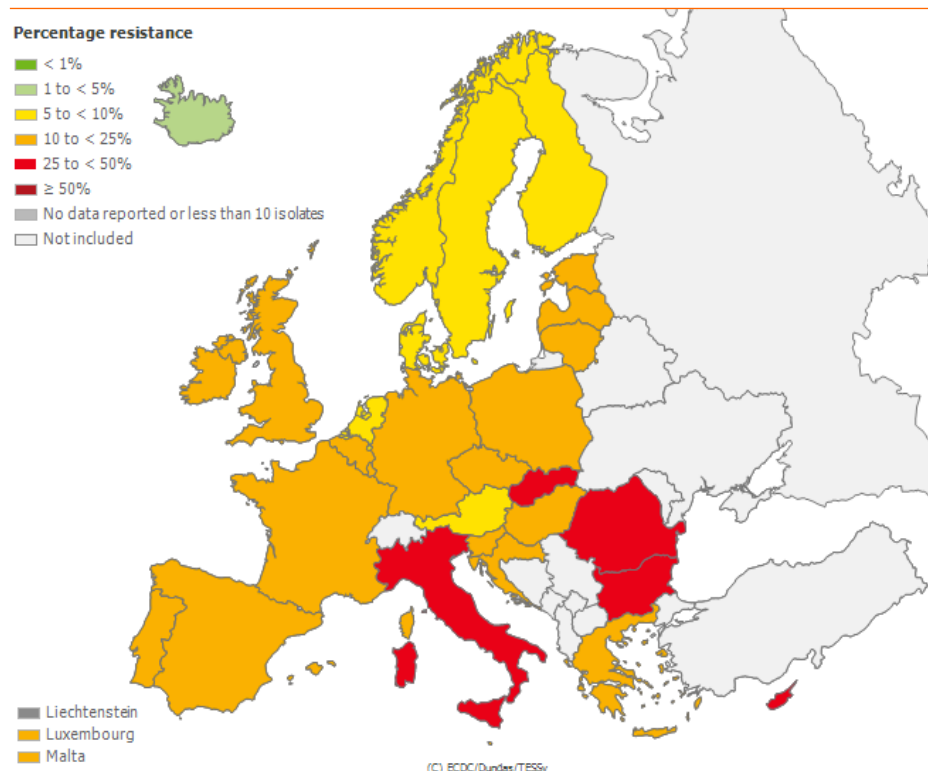 Percentage resistance
< 1%
1 to < 5%
5 to < 10%
10 to < 25%
25 to < 50%
≥ 50%
No data reported or less than 10 isolates
Not included
Liechtenstein
Luxembourg
Malta
(C) ECDC/Dundas/TESSy